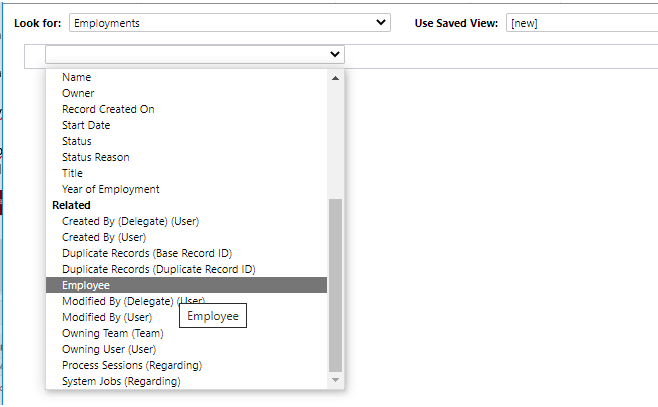 Look for: Employments Use Saved View: [new]
Name
Owner
Record Created On
Start Date
Status
Status Reason
Title
Year of Employment
Related
Created By (Delegate) (User)
Created By (User)
Duplicate Records (Base Record ID)
Duplicate Records (Duplicate Record ID)
Employee
Modified By (Delegate) (User)
Modified By (User)
Employee
Owning Team (Team)
Owning User (User)
Process Sessions (Regarding)
System Jobs (Regarding)